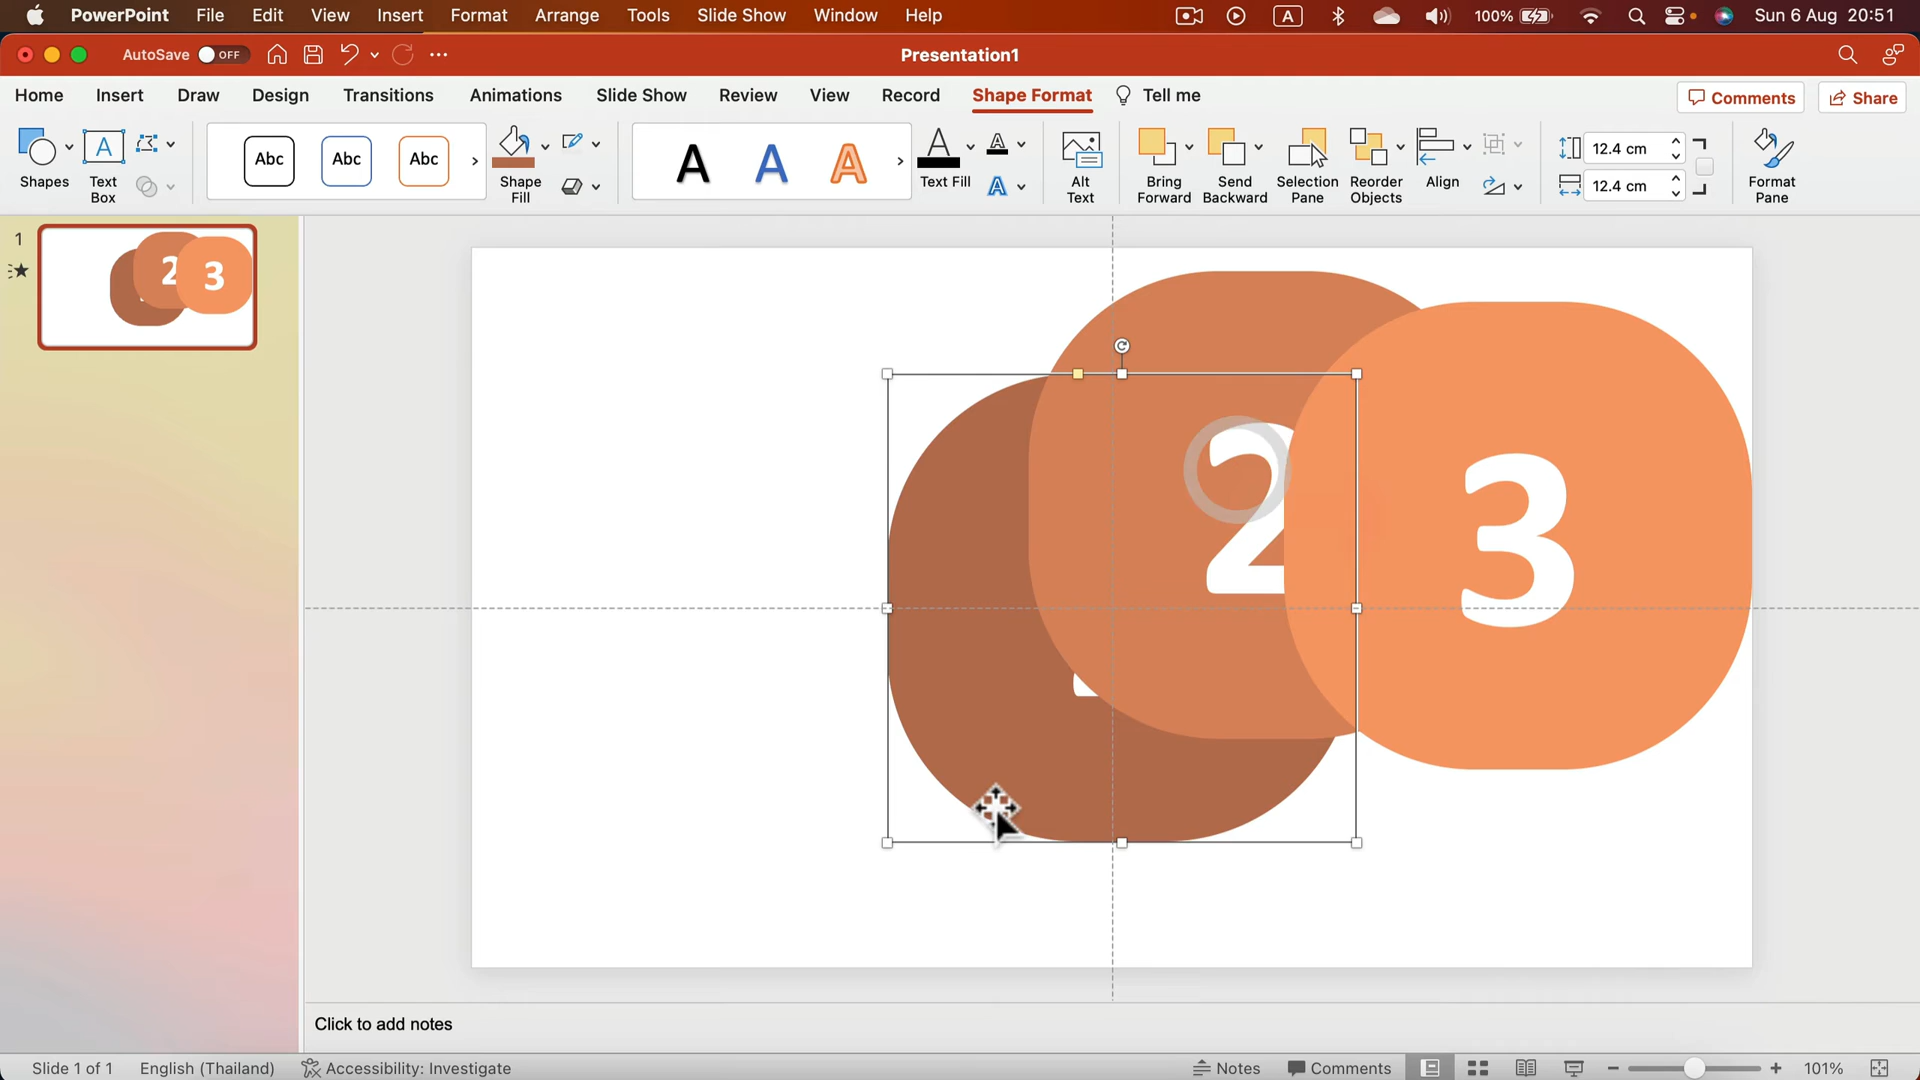 PowerPoint File Edit View Insert Format Arrange Tools Slide Show Window Help A 100% Sun 6 Aug 20:51
AutoSave OFF Presentation1
Home Insert Draw Design Transitions Animations Slide Show Review View Record Shape Format Tell me Comments Share
Shapes
Text
Box
Abc Abc Abc
Shape
Fill
A A A
Text Fill
Alt
Text
Bring
Forward
Send
Backward
Selection
Pane
Reorder
Objects
Align
12.4 cm
12.4 cm
Format
Pane
1
2 3
2
3
Click to add notes
Slide 1 of 1 English (Thailand) Accessibility: Investigate Notes Comments 101%